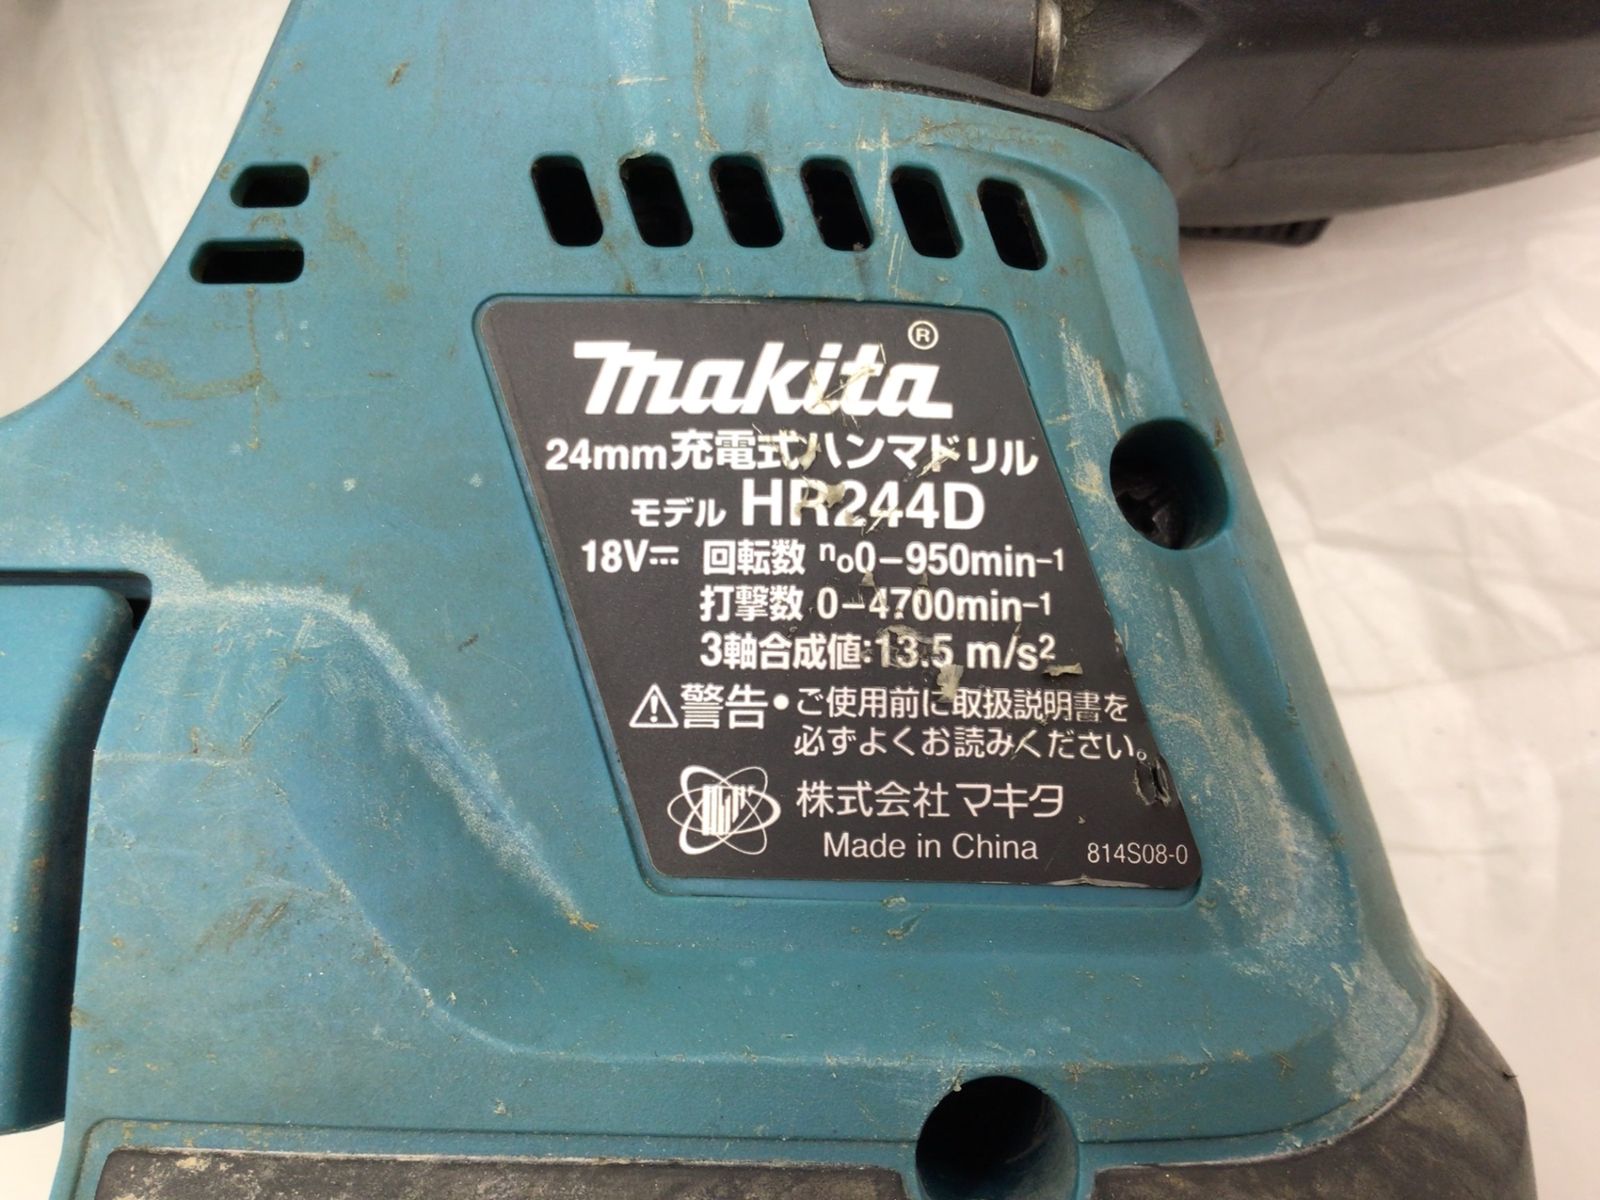 makita®
24mm充電式ハンマドリル
モデル HR244D
18V⎓ 回転数 n₀0-950min-1
打撃数 0-4700min-1
3軸合成値:13.5 m/s²
⚠警告•ご使用前に取扱説明書を
必ずよくお読みください。
株式会社マキタ
Made in China 814S08-0